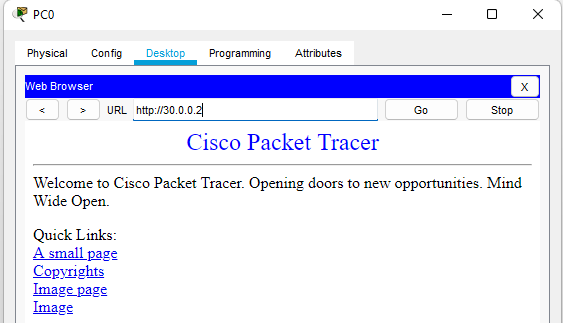 PC0
Physical Config Desktop Programming Attributes
Web Browser X
< > URL http://30.0.0.2 Go Stop
Cisco Packet Tracer
Welcome to Cisco Packet Tracer. Opening doors to new opportunities. Mind
Wide Open.
Quick Links:
A small page
Copyrights
Image page
Image